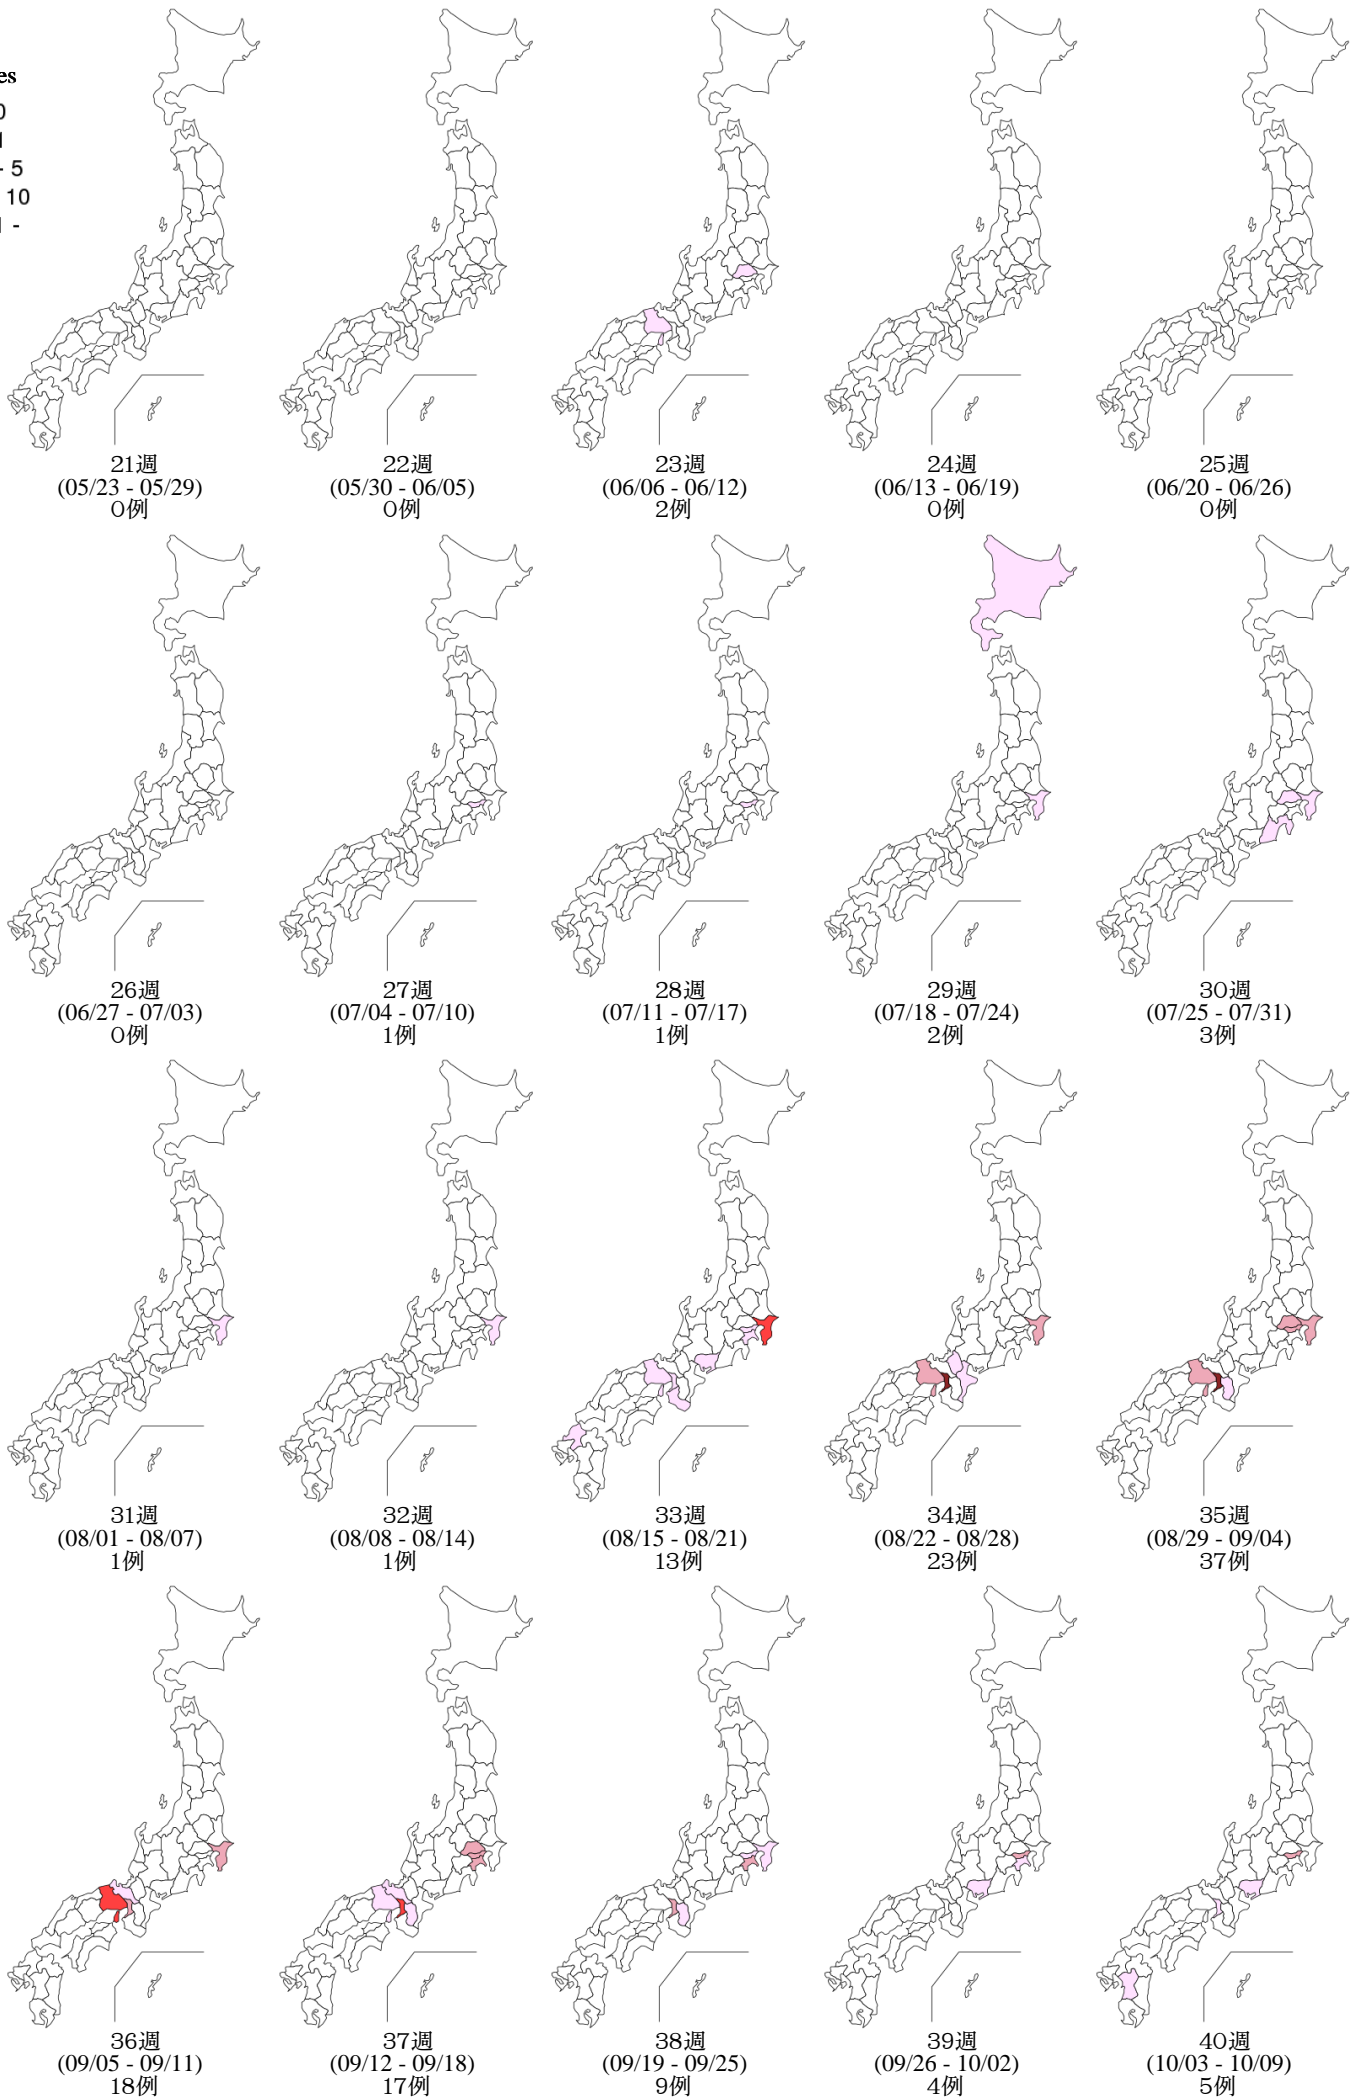 es
0
1
- 5
10
1 -
21週
(05/23 - 05/29)
0例
22週
(05/30 - 06/05)
0例
23週
(06/06 - 06/12)
2例
24週
(06/13 - 06/19)
0例
25週
(06/20 - 06/26)
0例
26週
(06/27 - 07/03)
0例
27週
(07/04 - 07/10)
1例
28週
(07/11 - 07/17)
1例
29週
(07/18 - 07/24)
2例
30週
(07/25 - 07/31)
3例
31週
(08/01 - 08/07)
1例
32週
(08/08 - 08/14)
1例
33週
(08/15 - 08/21)
13例
34週
(08/22 - 08/28)
23例
35週
(08/29 - 09/04)
37例
36週
(09/05 - 09/11)
18例
37週
(09/12 - 09/18)
17例
38週
(09/19 - 09/25)
9例
39週
(09/26 - 10/02)
4例
40週
(10/03 - 10/09)
5例